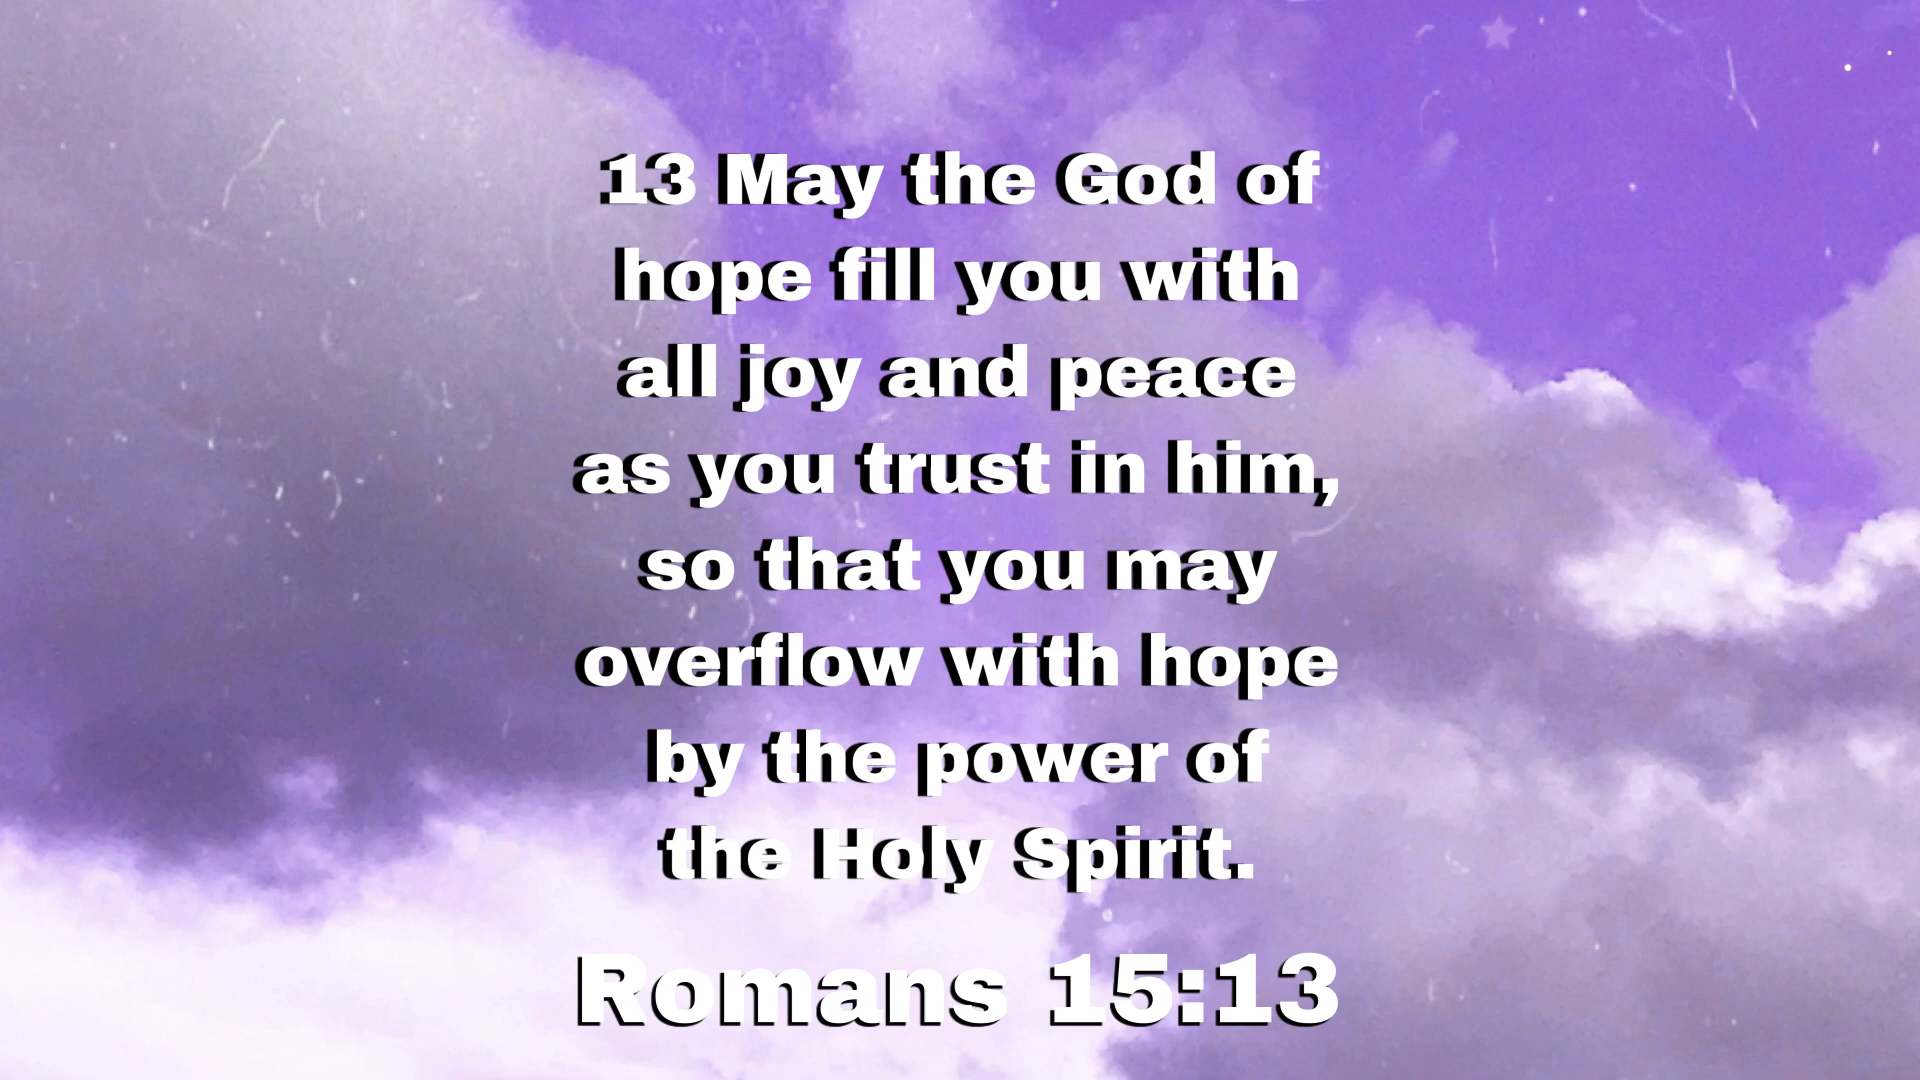 13 May the God of
hope fill you with
all joy and peace
as you trust in him,
so that you may
overflow with hope
by the power of
the Holy Spirit.
Romans 15:13